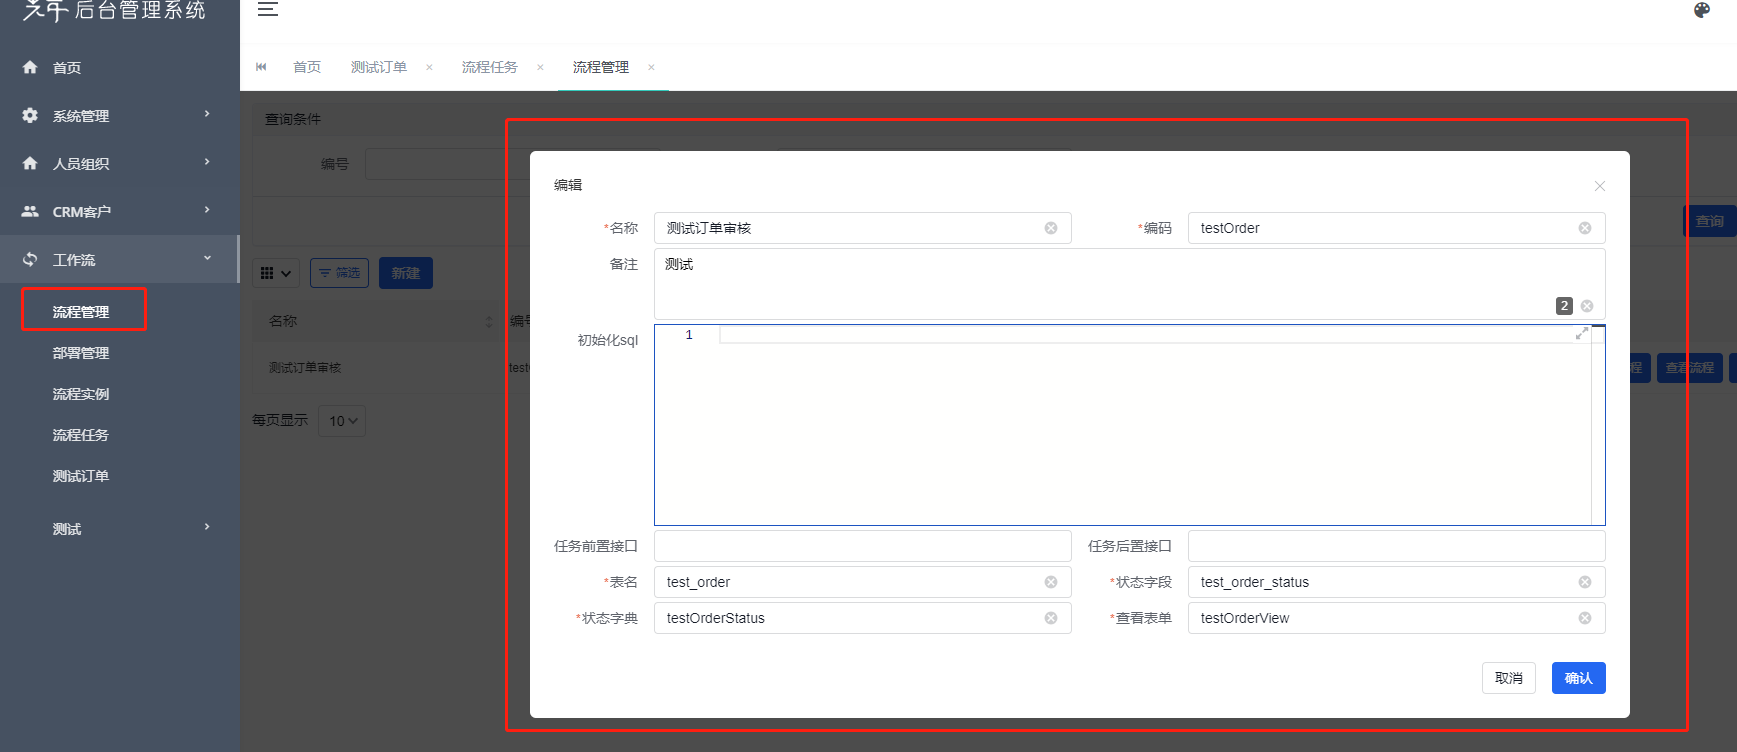 后台管理系统
首页
系统管理
人员组织
CRM客户
工作流
流程管理
部署管理
流程实例
流程任务
测试订单
测试
首页 测试订单 × 流程任务 × 流程管理 ×
查询条件
编号
查询
筛选 新建
名称 编号
测试订单审核
程 查看流程
每页显示 10
编辑
*名称 测试订单审核 *编码 testOrder
备注 测试
2
初始化sql 1
任务前置接口 任务后置接口
*表名 test_order *状态字段 test_order_status
*状态字典 testOrderStatus *查看表单 testOrderView
取消 确认